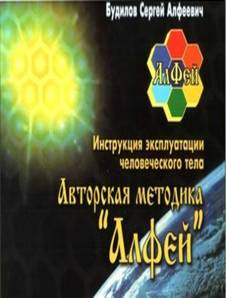 Будилов Сергей Алфеевич
АлФей
Инструкция эксплуатации
человеческого тела
Авторская методика
"Алфей"